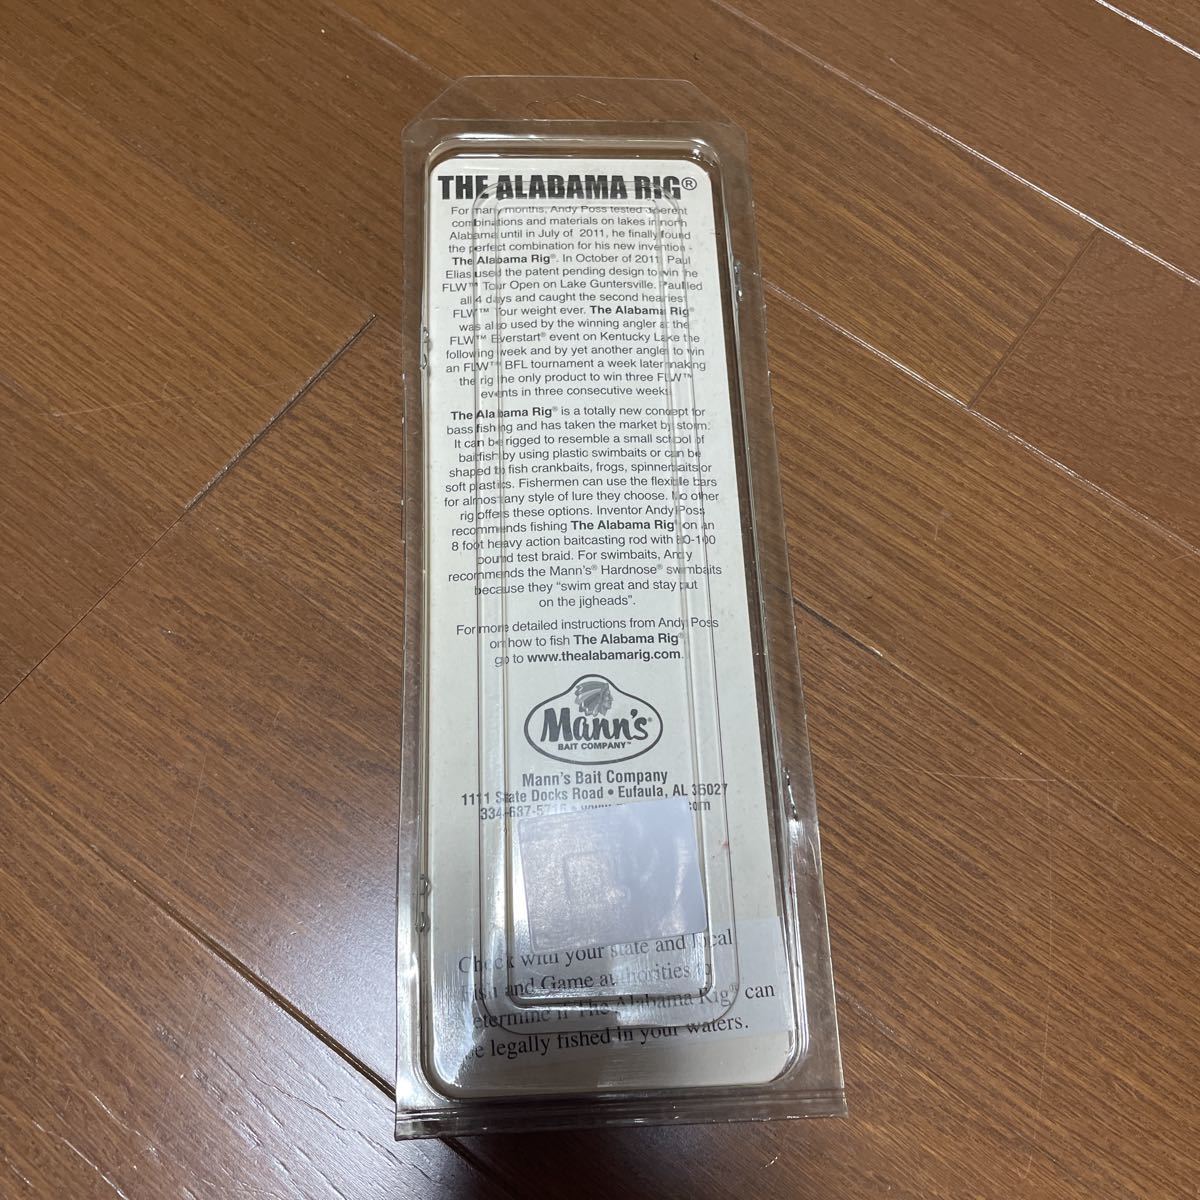 THE ALABAMA RIG®
For many months, Andy Poss tested different
combinations and materials on lakes in north
Alabama until in July of 2011, he finally found
the perfect combination for his new invention -
The Alabama Rig®. In October of 2011, Paul
Elias used the patent pending design to win the
FLW™ Tour Open on Lake Guntersville. Paul led
all 4 days and caught the second heaviest
FLW™ Tour weight ever. The Alabama Rig®
was also used by the winning angler at the
FLW™ Everstart® event on Kentucky Lake the
following week and by yet another angler to win
an FLW™ BFL tournament a week later making
the rig the only product to win three FLW™
events in three consecutive weeks.
The Alabama Rig® is a totally new concept for
bass fishing and has taken the market by storm.
It can be rigged to resemble a small school of
baitfish by using plastic swimbaits or can be
shaped to fish crankbaits, frogs, spinnerbaits or
soft plastics. Fishermen can use the flexible bars
for almost any style of lure they choose. No other
rig offers these options. Inventor Andy Poss
recommends fishing The Alabama Rig® on an
8 foot heavy action baitcasting rod with 80-100
pound test braid. For swimbaits, Andy
recommends the Mann's® Hardnose® swimbaits
because they "swim great and stay put
on the jigheads".
For more detailed instructions from Andy Poss
on how to fish The Alabama Rig®
go to www.thealabamarig.com.
Mann's®
BAIT COMPANY™
Mann's Bait Company
1111 State Docks Road • Eufaula, AL 36027
334-687-5716 • com
Check with your state and local
Fish and Game authorities to
determine if The Alabama Rig® can
be legally fished in your waters.